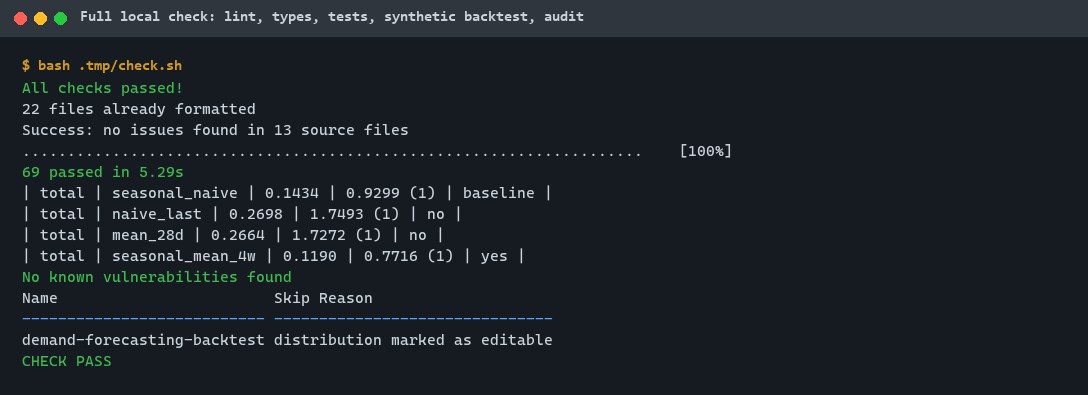 Full local check: lint, types, tests, synthetic backtest, audit
$ bash .tmp/check.sh
All checks passed!
22 files already formatted
Success: no issues found in 13 source files
..................................................................... [100%]
69 passed in 5.29s
| total | seasonal_naive | 0.1434 | 0.9299 (1) | baseline |
| total | naive_last | 0.2698 | 1.7493 (1) | no |
| total | mean_28d | 0.2664 | 1.7272 (1) | no |
| total | seasonal_mean_4w | 0.1190 | 0.7716 (1) | yes |
No known vulnerabilities found
Name                        Skip Reason
--------------------------- -------------------------------
demand-forecasting-backtest distribution marked as editable
CHECK PASS